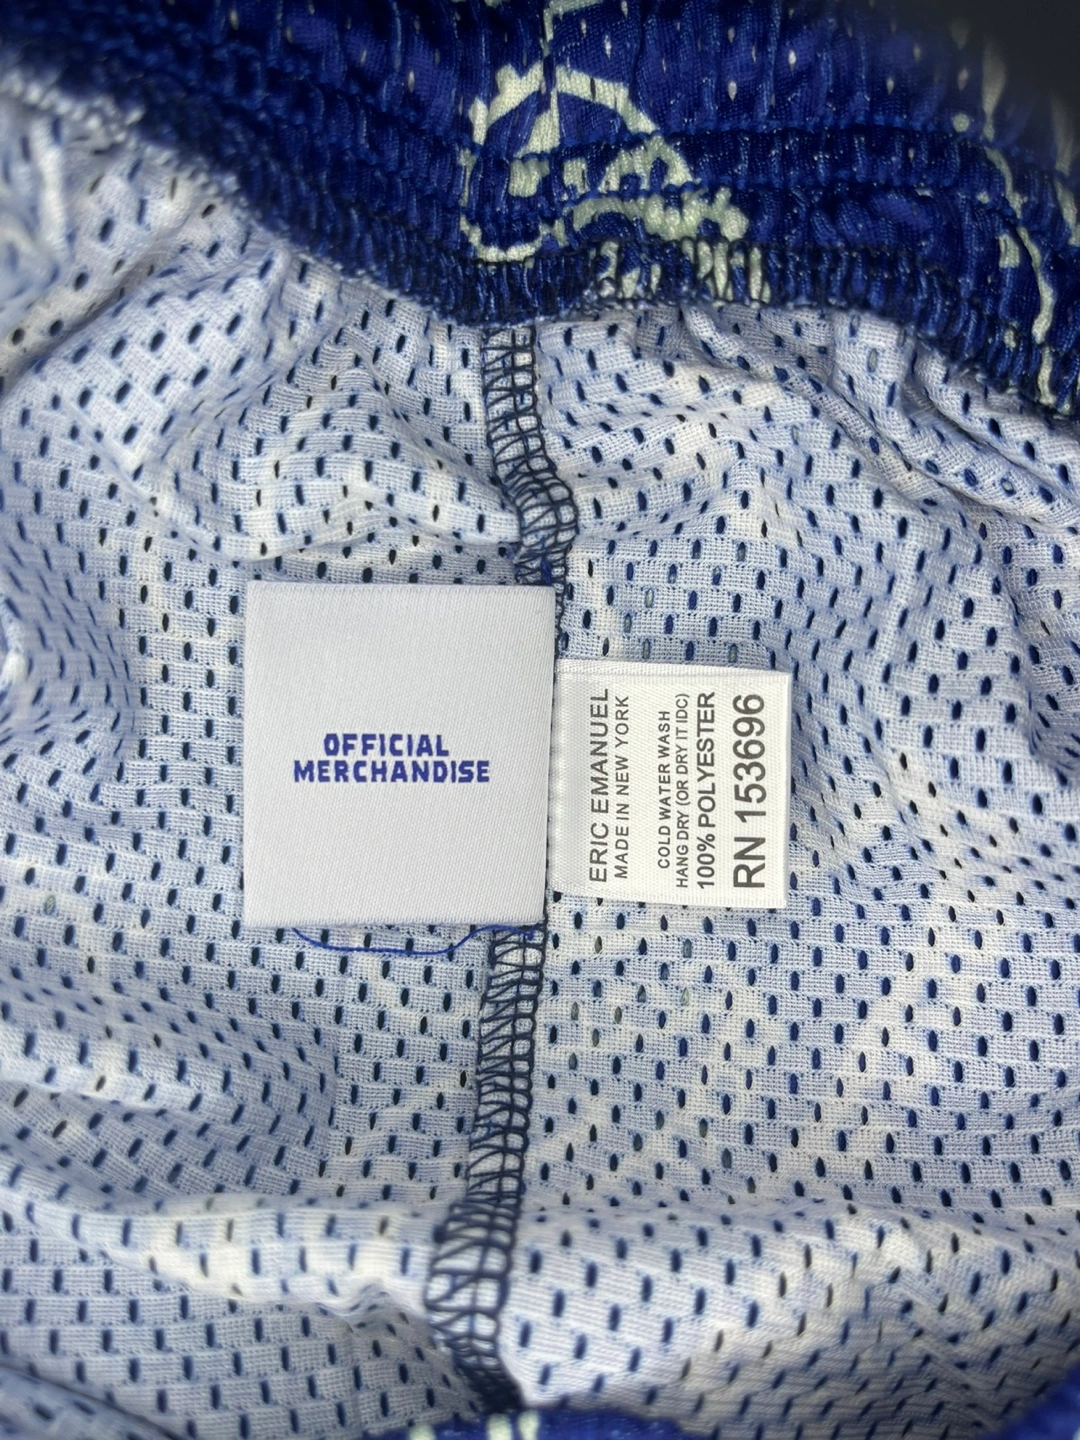 OFFICIAL
MERCHANDISE
ERIC EMANUEL
MADE IN NEW YORK
COLD WATER WASH
HANG DRY (OR DRY IT IDC)
100% POLYESTER
RN 153696